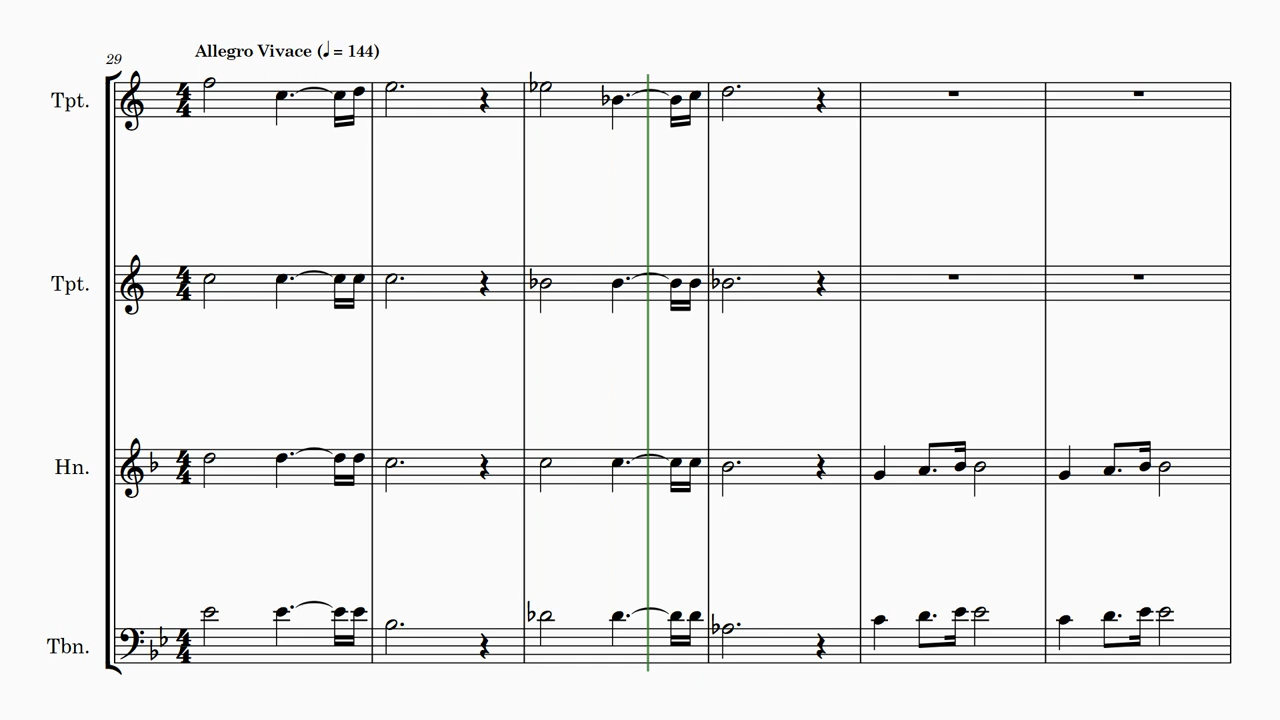 Allegro Vivace (♩ = 144)
29
Tpt.
Tpt.
Hn.
Tbn.